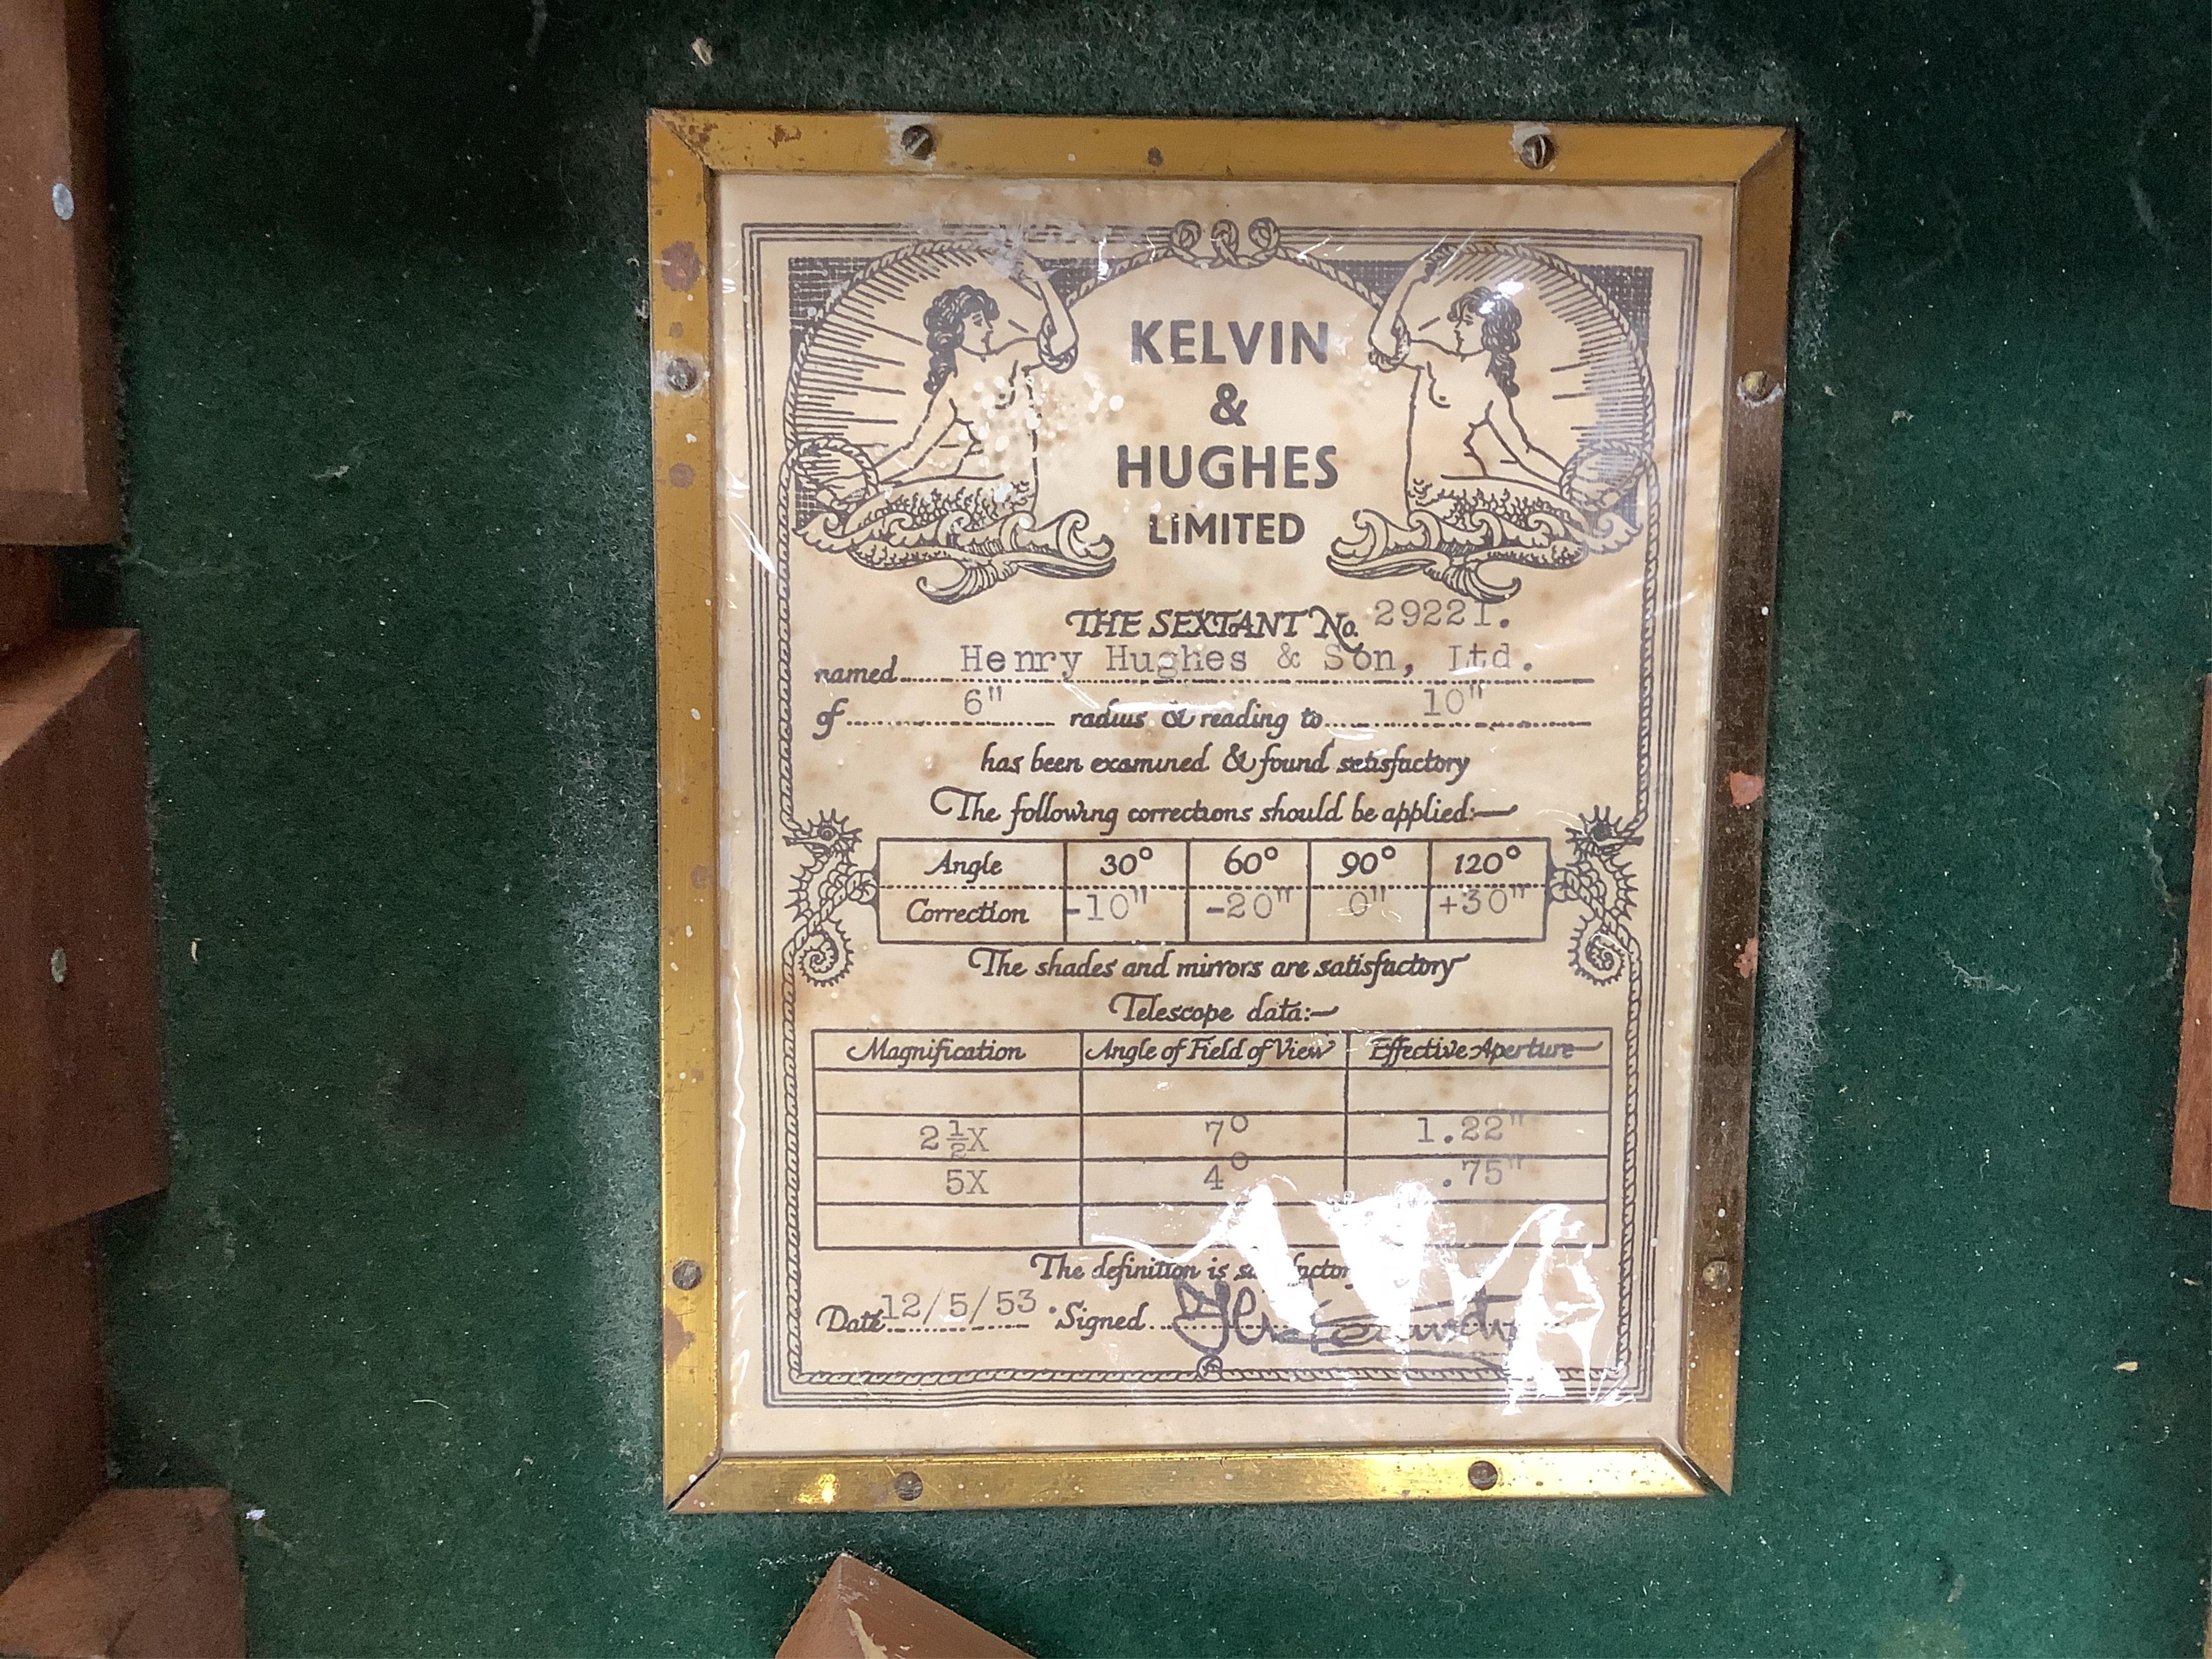 KELVIN
&
HUGHES
LIMITED
THE SEXTANT No. 29221.
named Henry Hughes & Son, Ltd.
of 6" radius & reading to 10"
has been examined & found satisfactory
The following corrections should be applied:—
Angle 30° 60° 90° 120°
Correction -10" -20" 0" +30"
The shades and mirrors are satisfactory
Telescope data:—
Magnification Angle of Field of View Effective Aperture
2½X 7° 1.22"
5X 4° .75"
The definition is satisfactory
Date 12/5/53. Signed